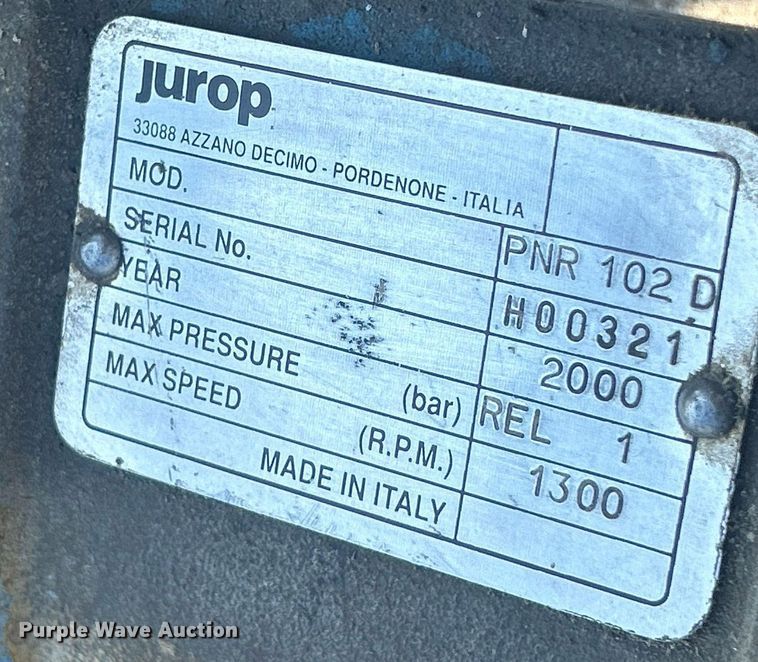 jurop
33088 AZZANO DECIMO - PORDENONE - ITALIA
MOD. PNR 102 D
SERIAL No. H00321
YEAR 2000
MAX PRESSURE (bar) REL 1
MAX SPEED (R.P.M.) 1300
MADE IN ITALY
Purple Wave Auction